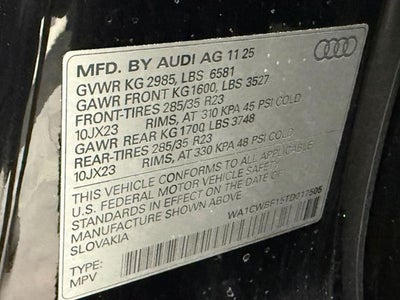 MFD. BY AUDI AG 11 25
GVWR KG 2985, LBS 6581
GAWR FRONT KG1600, LBS 3527
FRONT-TIRES 285/35 R23
10JX23 RIMS, AT 310 KPA 45 PSI COLD
GAWR REAR KG1700 LBS 3748
REAR-TIRES 285/35 R23
10JX23 RIMS, AT 330 KPA 48 PSI COLD
THIS VEHICLE CONFORMS TO ALL APPLICABLE
U.S. FEDERAL MOTOR VEHICLE SAFETY
STANDARDS IN EFFECT ON THE DATE OF
MANUFACTURE SHOWN ABOVE.
SLOVAKIA
TYPE:
MPV